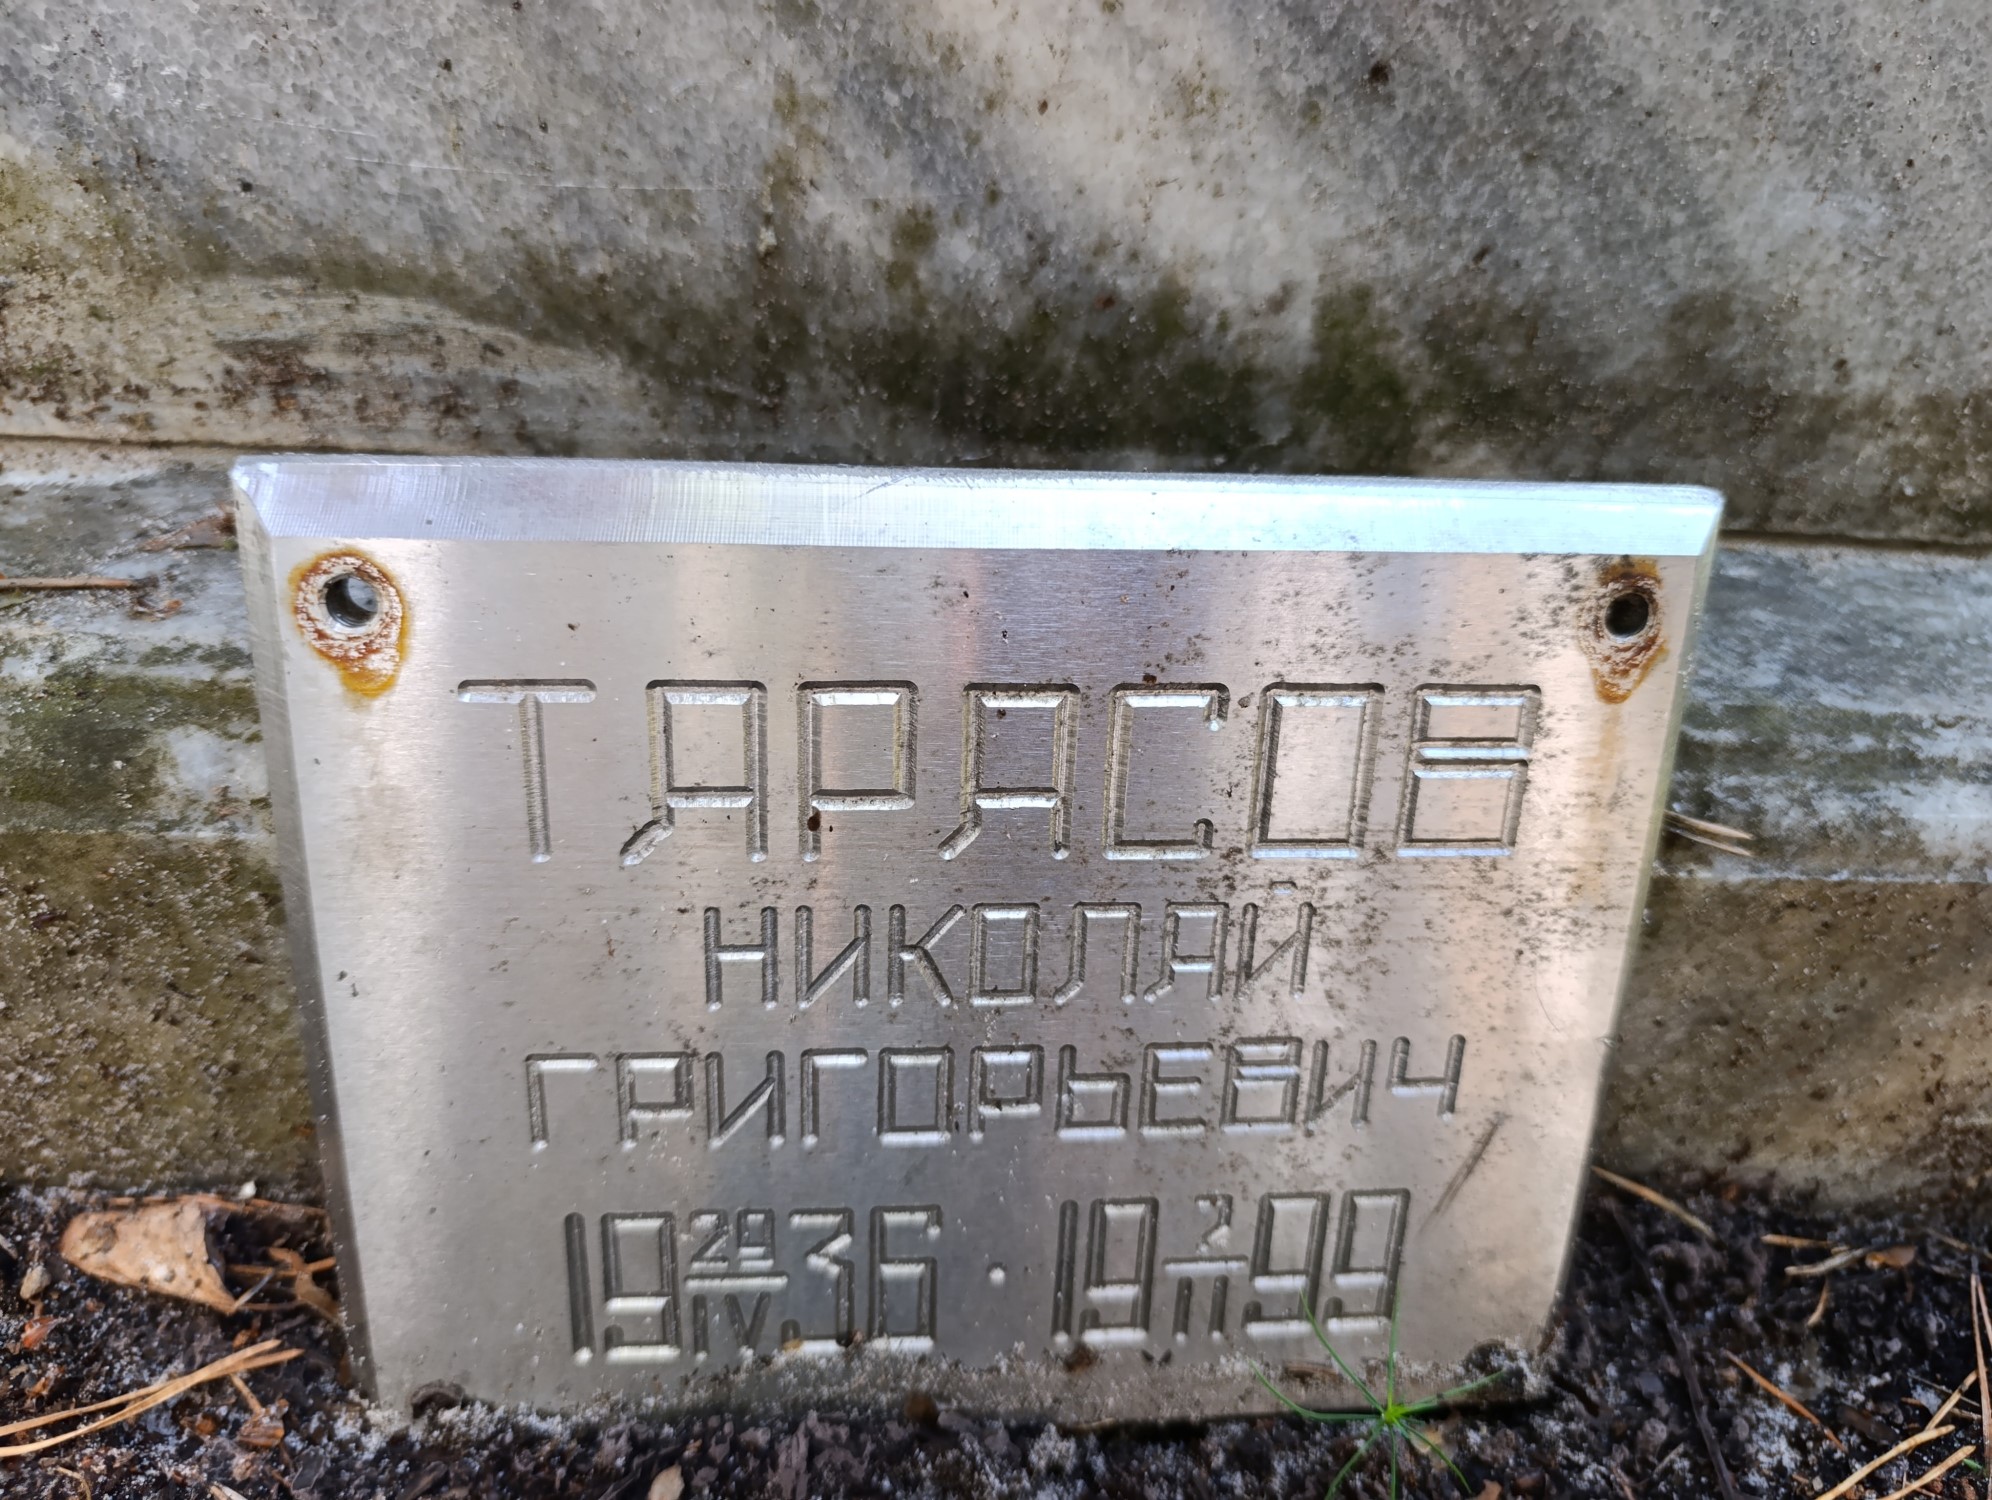 ТАРАСОВ
НИКОЛАЙ
ГРИГОРЬЕВИЧ
19 29/IV 36 · 19 2/II 99